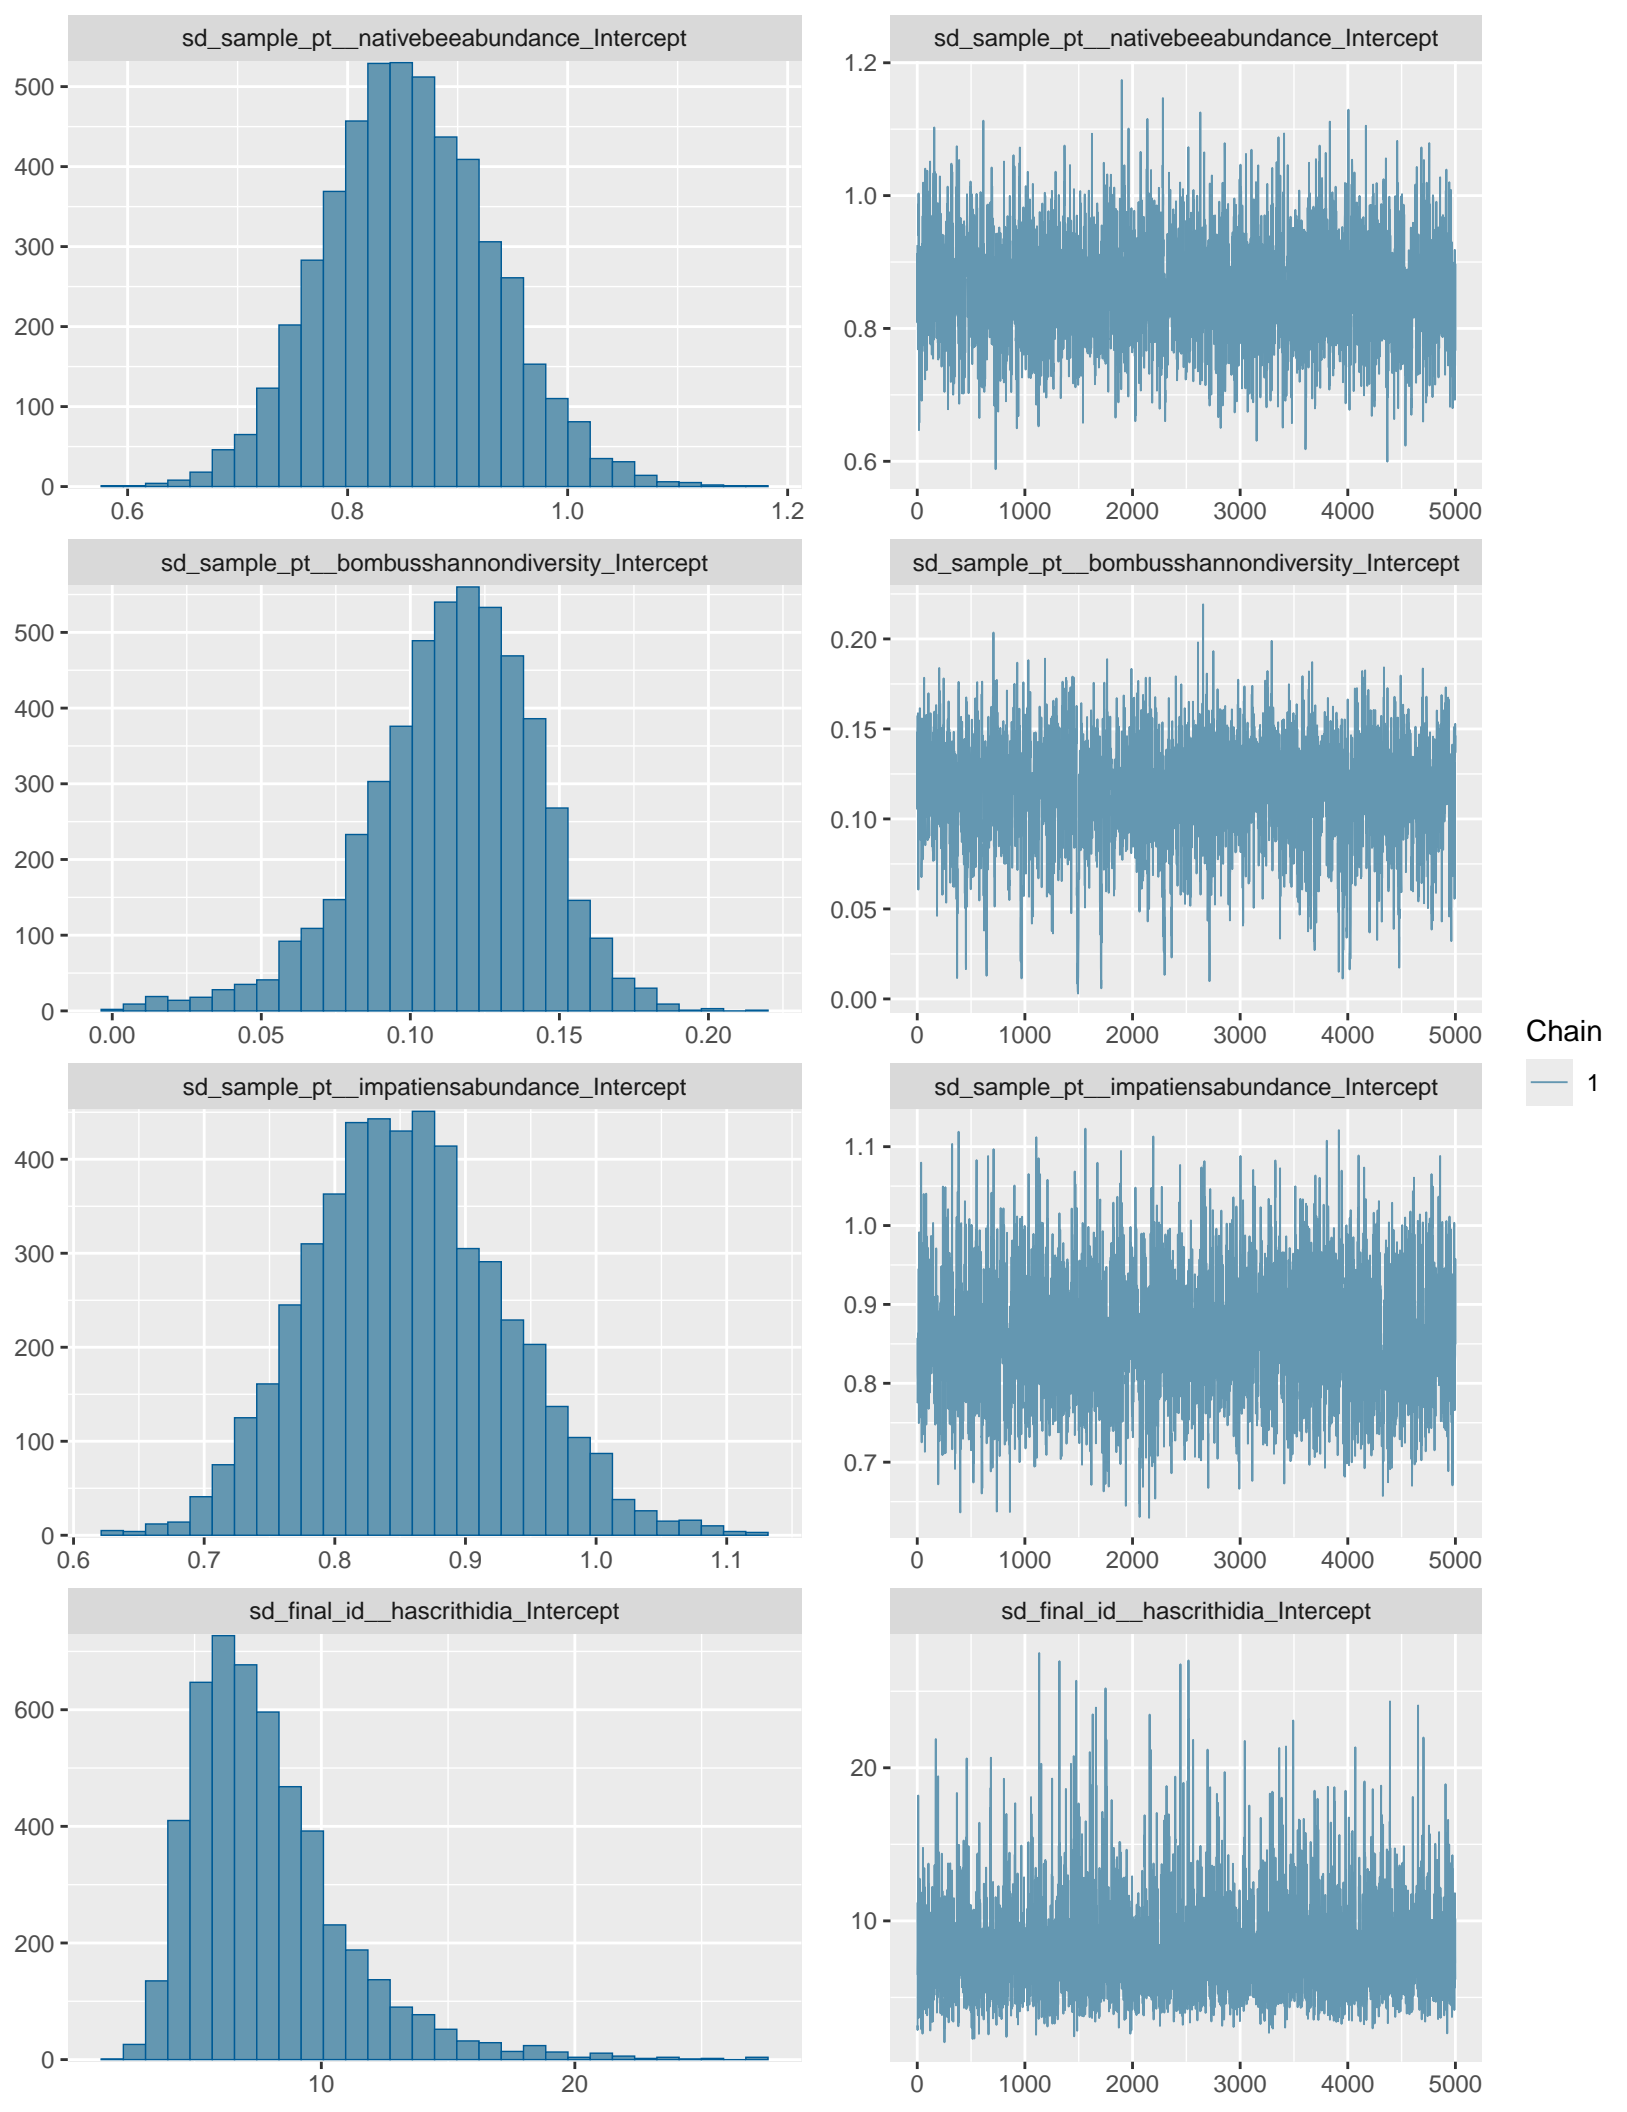 sd_sample_pt__nativebeeabundance_Intercept
500
400
300
200
100
0
0.6 0.8 1.0 1.2
sd_sample_pt__nativebeeabundance_Intercept
1.2
1.0
0.8
0.6
0 1000 2000 3000 4000 5000
sd_sample_pt__bombusshannondiversity_Intercept
500
400
300
200
100
0
0.00 0.05 0.10 0.15 0.20
sd_sample_pt__bombusshannondiversity_Intercept
0.20
0.15
0.10
0.05
0.00
0 1000 2000 3000 4000 5000
sd_sample_pt__impatiensabundance_Intercept
400
300
200
100
0
0.6 0.7 0.8 0.9 1.0 1.1
sd_sample_pt__impatiensabundance_Intercept
1.1
1.0
0.9
0.8
0.7
0 1000 2000 3000 4000 5000
sd_final_id__hascrithidia_Intercept
600
400
200
0
10 20
sd_final_id__hascrithidia_Intercept
20
10
0 1000 2000 3000 4000 5000
Chain
1